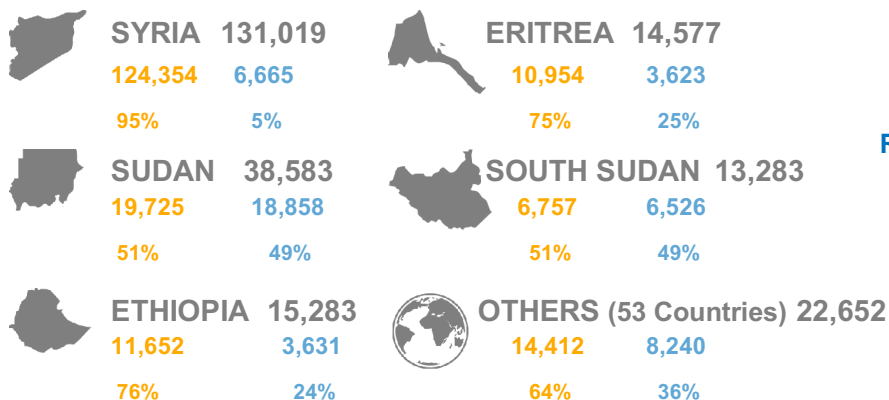 SYRIA 131,019
124,354 6,665
95% 5%
ERITREA 14,577
10,954 3,623
75% 25%
SUDAN 38,583
19,725 18,858
51% 49%
SOUTH SUDAN 13,283
6,757 6,526
51% 49%
ETHIOPIA 15,283
11,652 3,631
76% 24%
OTHERS (53 Countries) 22,652
14,412 8,240
64% 36%